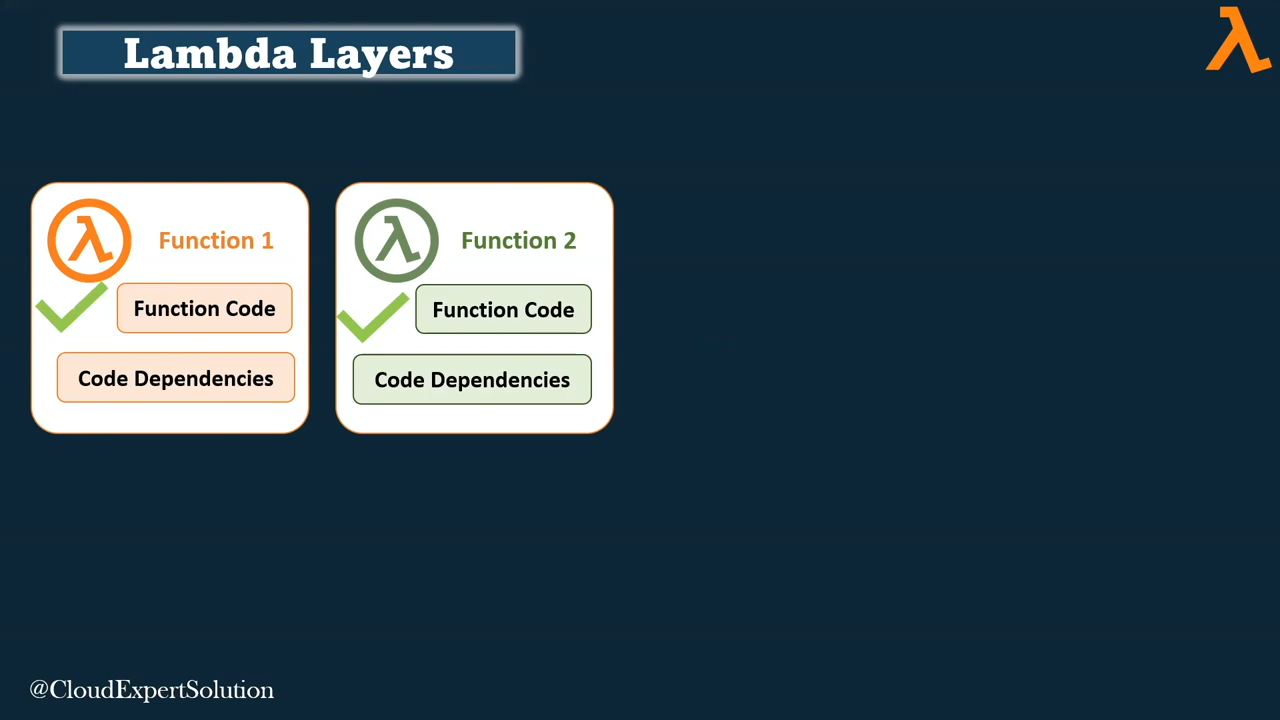 Lambda Layers
Function 1
Function Code
Code Dependencies
Function 2
Function Code
Code Dependencies
@CloudExpertSolution